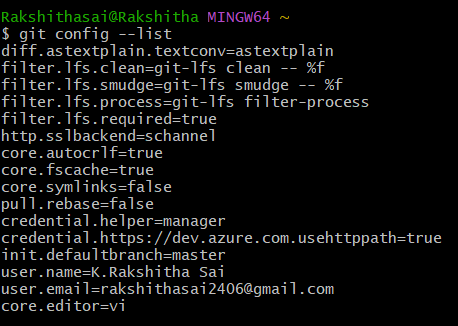 Rakshithasai@Rakshitha MINGW64 ~
$ git config --list
diff.astextplain.textconv=astextplain
filter.lfs.clean=git-lfs clean -- %f
filter.lfs.smudge=git-lfs smudge -- %f
filter.lfs.process=git-lfs filter-process
filter.lfs.required=true
http.sslbackend=schannel
core.autocrlf=true
core.fscache=true
core.symlinks=false
pull.rebase=false
credential.helper=manager
credential.https://dev.azure.com.usehttppath=true
init.defaultbranch=master
user.name=K.Rakshitha Sai
user.email=rakshithasai2406@gmail.com
core.editor=vi